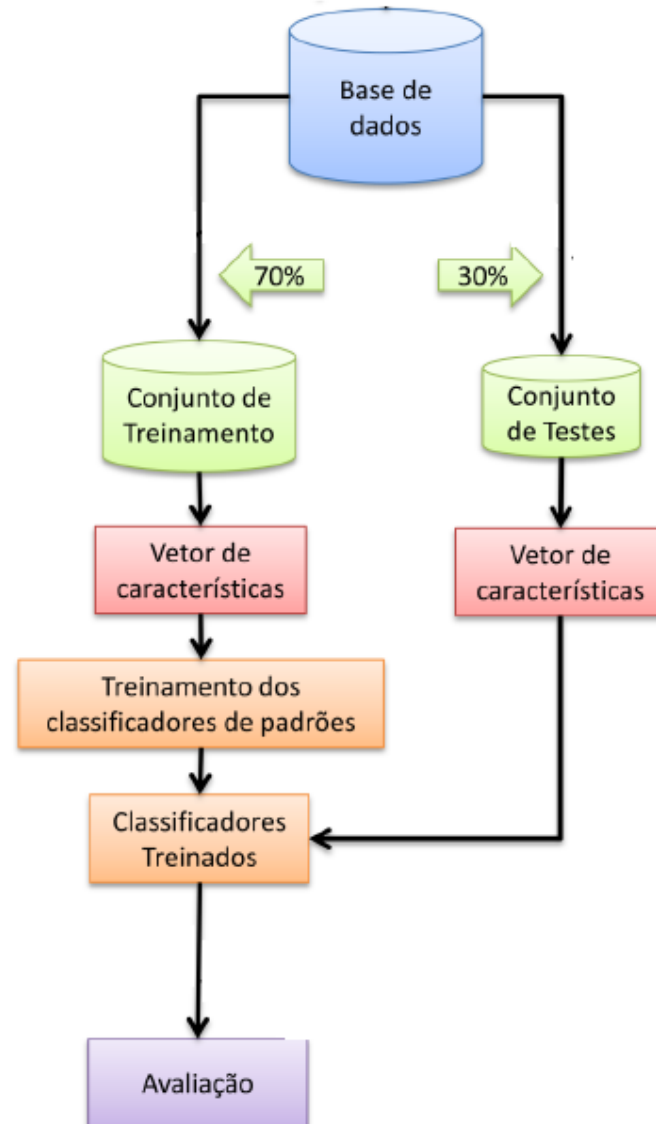 Base de
dados
70%
30%
Conjunto de
Treinamento
Conjunto
de Testes
Vetor de
características
Vetor de
características
Treinamento dos
classificadores de padrões
Classificadores
Treinados
Avaliação